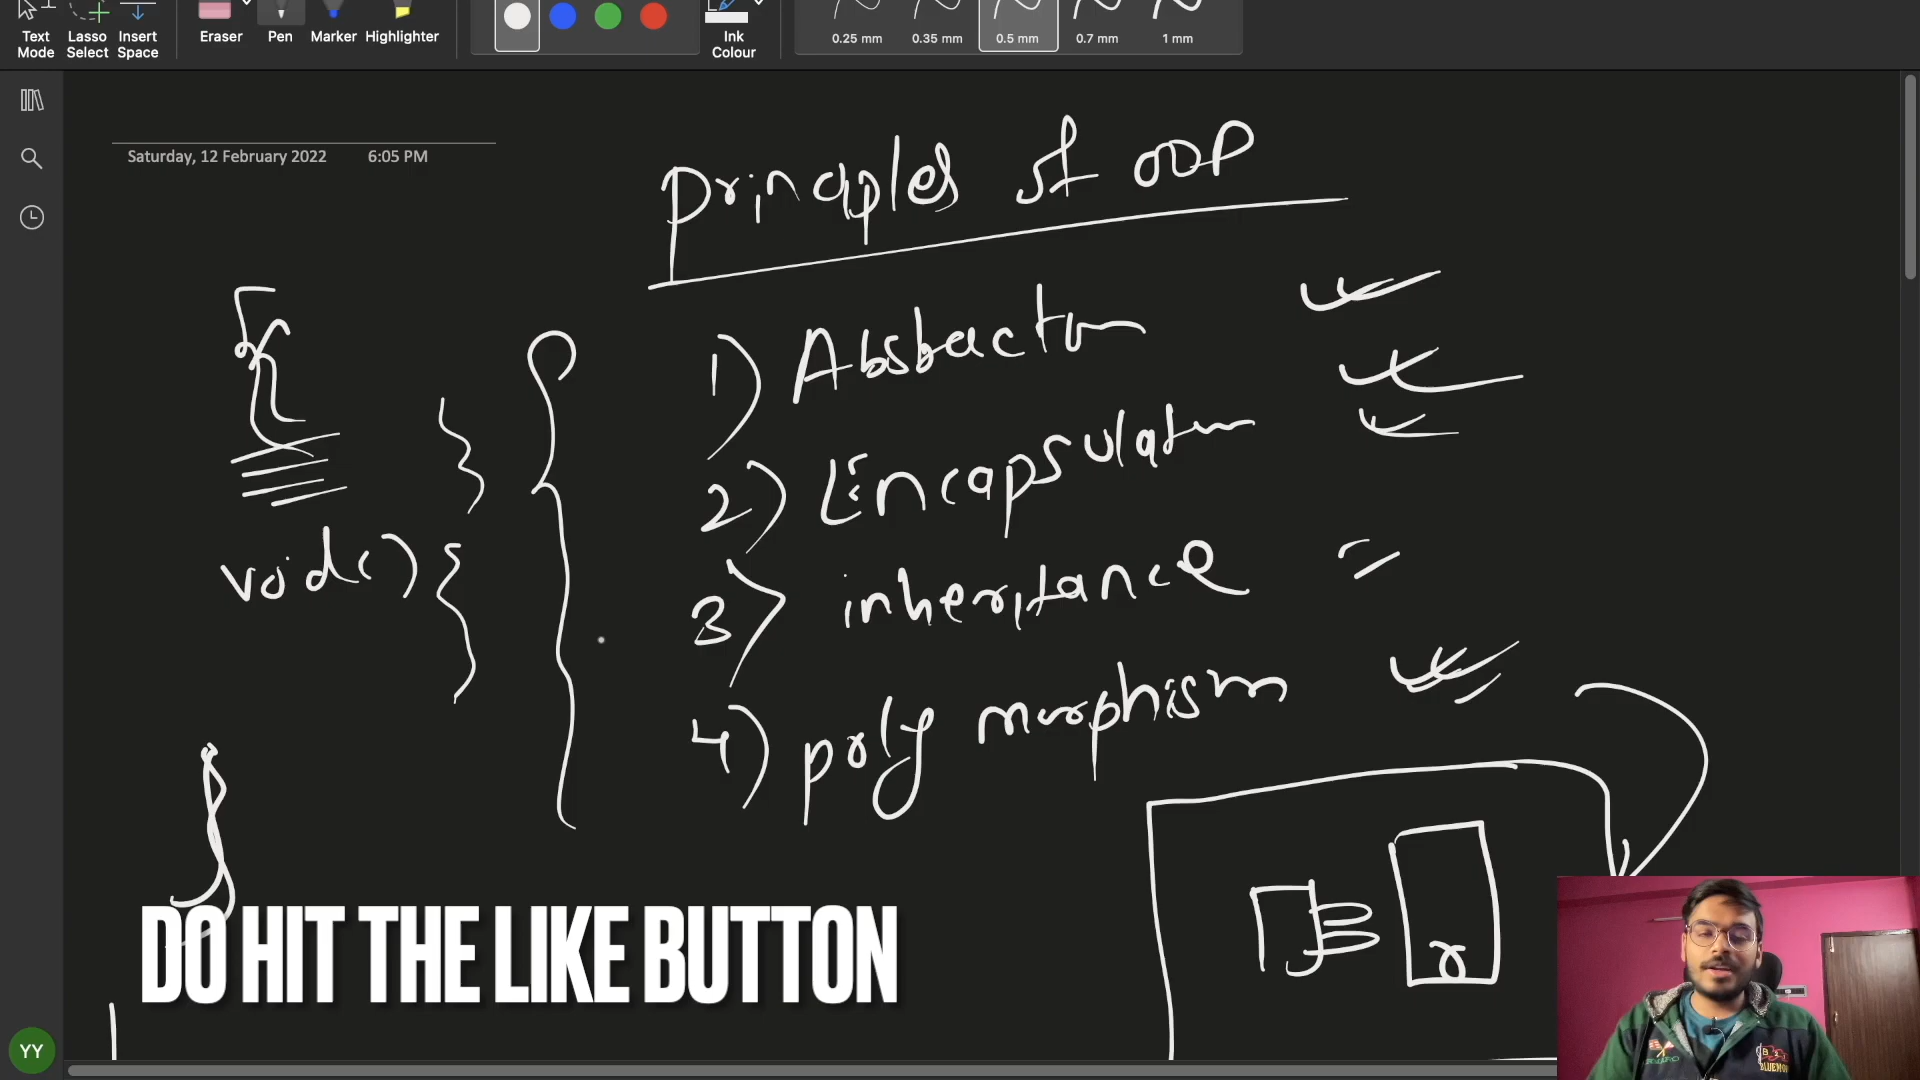 Text Mode
Lasso Select
Insert Space
Eraser
Pen
Marker
Highlighter
Ink Colour
0.25 mm
0.35 mm
0.5 mm
0.7 mm
1 mm
Saturday, 12 February 2022 6:05 PM
Principles of OOP
1) Abstraction
2) Encapsulation
3) inheritance
4) poly morphism
void() {
DO HIT THE LIKE BUTTON
YY